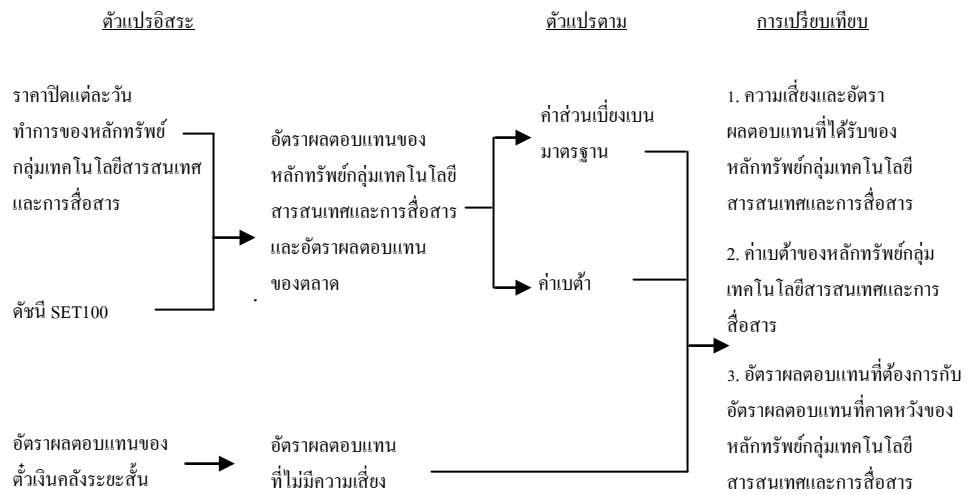 ตัวแปรอิสระ
ตัวแปรตาม
การเปรียบเทียบ
ราคาปิดแต่ละวัน
ทำการของหลักทรัพย์
กลุ่มเทคโนโลยีสารสนเทศ
และการสื่อสาร
ดัชนี SET100
อัตราผลตอบแทนของ
ตั๋วเงินคลังระยะสั้น
อัตราผลตอบแทนของ
หลักทรัพย์กลุ่มเทคโนโลยี
สารสนเทศและการสื่อสาร
และอัตราผลตอบแทน
ของตลาด
อัตราผลตอบแทน
ที่ไม่มีความเสี่ยง
ค่าส่วนเบี่ยงเบน
มาตรฐาน
ค่าเบต้า
1. ความเสี่ยงและอัตรา
ผลตอบแทนที่ได้รับของ
หลักทรัพย์กลุ่มเทคโนโลยี
สารสนเทศและการสื่อสาร
2. ค่าเบต้าของหลักทรัพย์กลุ่ม
เทคโนโลยีสารสนเทศและการ
สื่อสาร
3. อัตราผลตอบแทนที่ต้องการกับ
อัตราผลตอบแทนที่คาดหวังของ
หลักทรัพย์กลุ่มเทคโนโลยี
สารสนเทศและการสื่อสาร